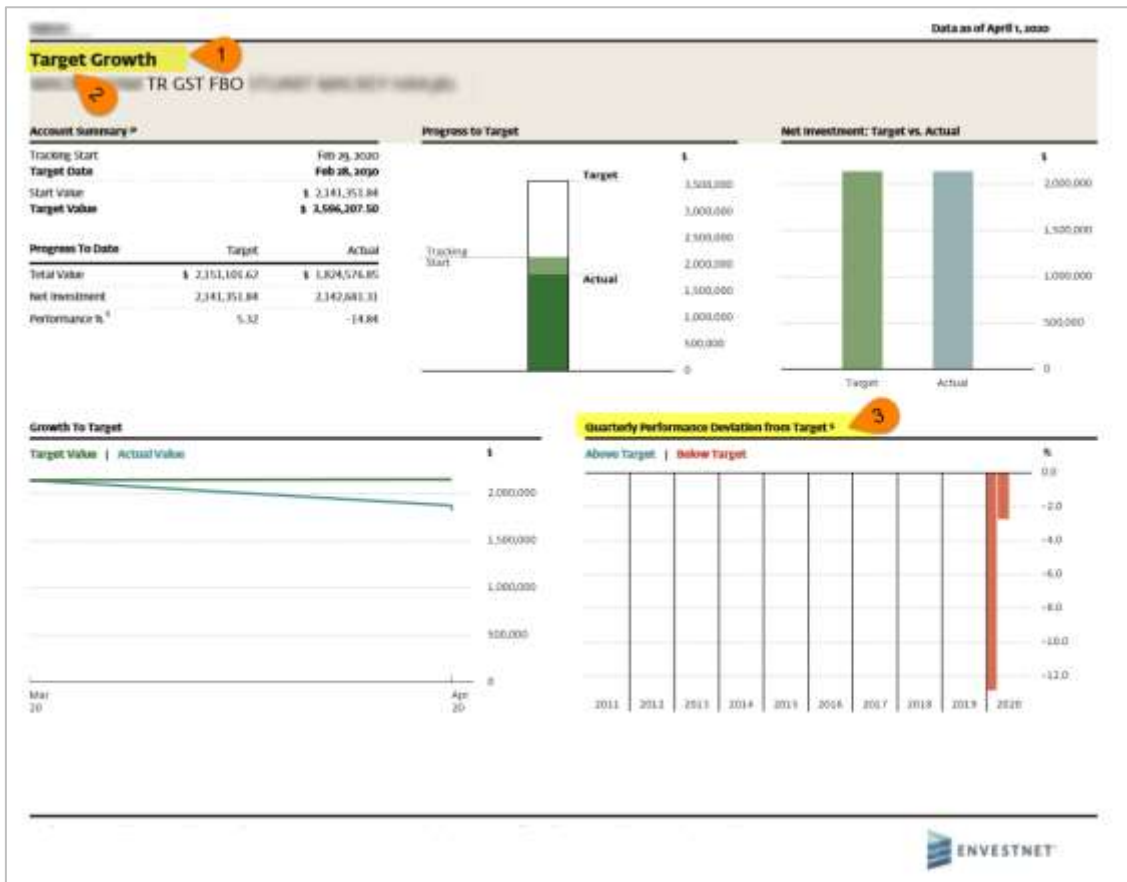 Data as of April 1, 2020
Target Growth
1
2
TR GST FBO
Account Summary
Tracking Start Feb 29, 2020
Target Date Feb 28, 2030
Start Value $ 2,141,351.84
Target Value $ 3,596,207.50
Progress To Date Target Actual
Total Value $ 2,151,101.62 $ 1,824,576.85
Net Investment 2,141,351.84 2,142,681.31
Performance % 5.32 -14.84
Progress to Target
$
Target
Tracking
Start
Actual
3,500,000
3,000,000
2,500,000
2,000,000
1,500,000
1,000,000
500,000
0
Net Investment: Target vs. Actual
$
2,000,000
1,500,000
1,000,000
500,000
0
Target Actual
Growth To Target
Target Value | Actual Value $
2,000,000
1,500,000
1,000,000
500,000
0
Mar
20
Apr
20
Quarterly Performance Deviation from Target
3
Above Target | Below Target %
0.0
-2.0
-4.0
-6.0
-8.0
-10.0
-12.0
2011 2012 2013 2014 2015 2016 2017 2018 2019 2020
ENVESTNET